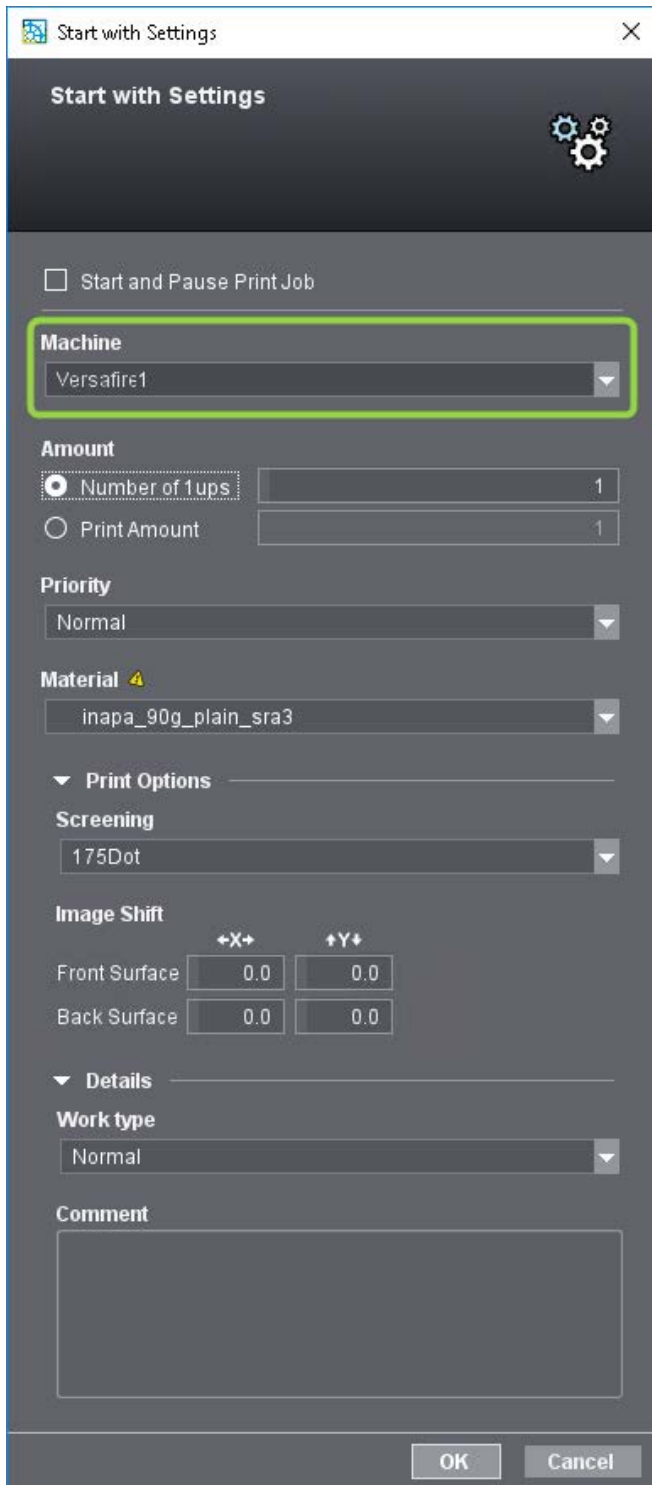 Start with Settings
Start with Settings
Start and Pause Print Job
Machine
Versafire1
Amount
Number of 1ups 1
Print Amount 1
Priority
Normal
Material
inapa_90g_plain_sra3
Print Options
Screening
175Dot
Image Shift
X Y
Front Surface 0.0 0.0
Back Surface 0.0 0.0
Details
Work type
Normal
Comment
OK Cancel